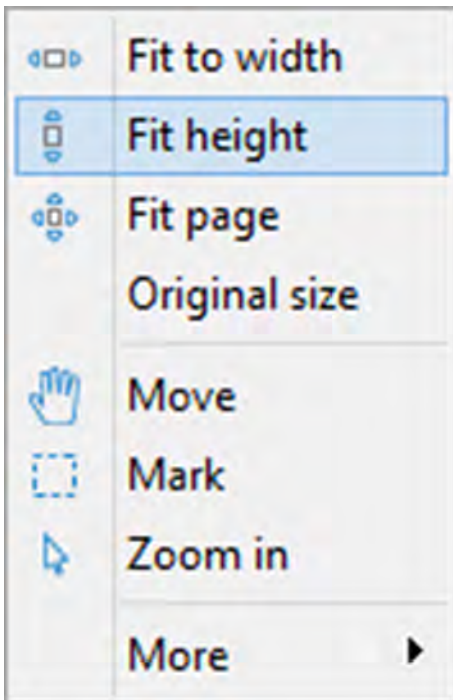 Fit to width
Fit height
Fit page
Original size
Move
Mark
Zoom in
More